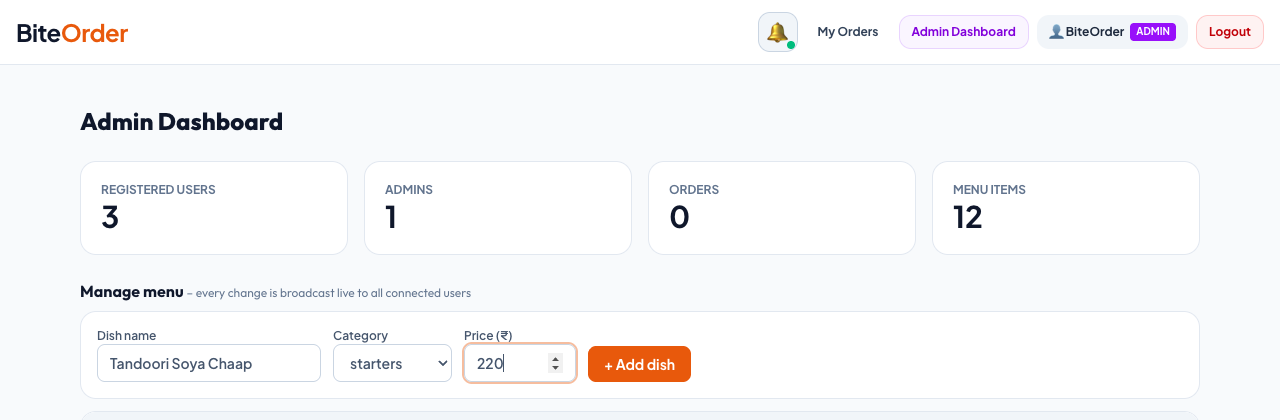 BiteOrder
My Orders
Admin Dashboard
BiteOrder ADMIN
Logout
Admin Dashboard
REGISTERED USERS
3
ADMINS
1
ORDERS
0
MENU ITEMS
12
Manage menu – every change is broadcast live to all connected users
Dish name
Category
Price (₹)
Tandoori Soya Chaap
starters
220
+ Add dish